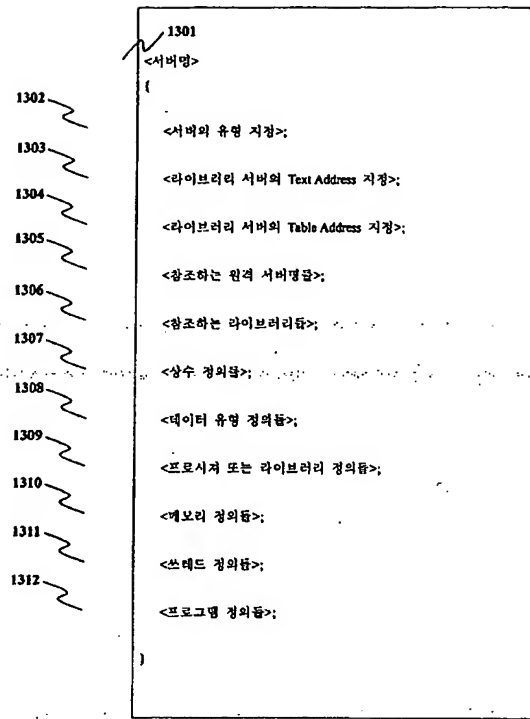 1301
<서버명>
{
1302
<서버의 유형 지정>;
1303
<라이브리리 서버의 Text Address 지정>;
1304
<라이브러리 서버의 Table Address 지정>;
1305
<참조하는 원격 서버명들>;
1306
<참조하는 라이브러리들>;
1307
<상수 정의들>;
1308
<데이터 유형 정의들>;
1309
<프로시져 또는 라이브러리 정의들>;
1310
<메모리 정의들>;
1311
<쓰레드 정의들>;
1312
<프로그램 정의들>;
}